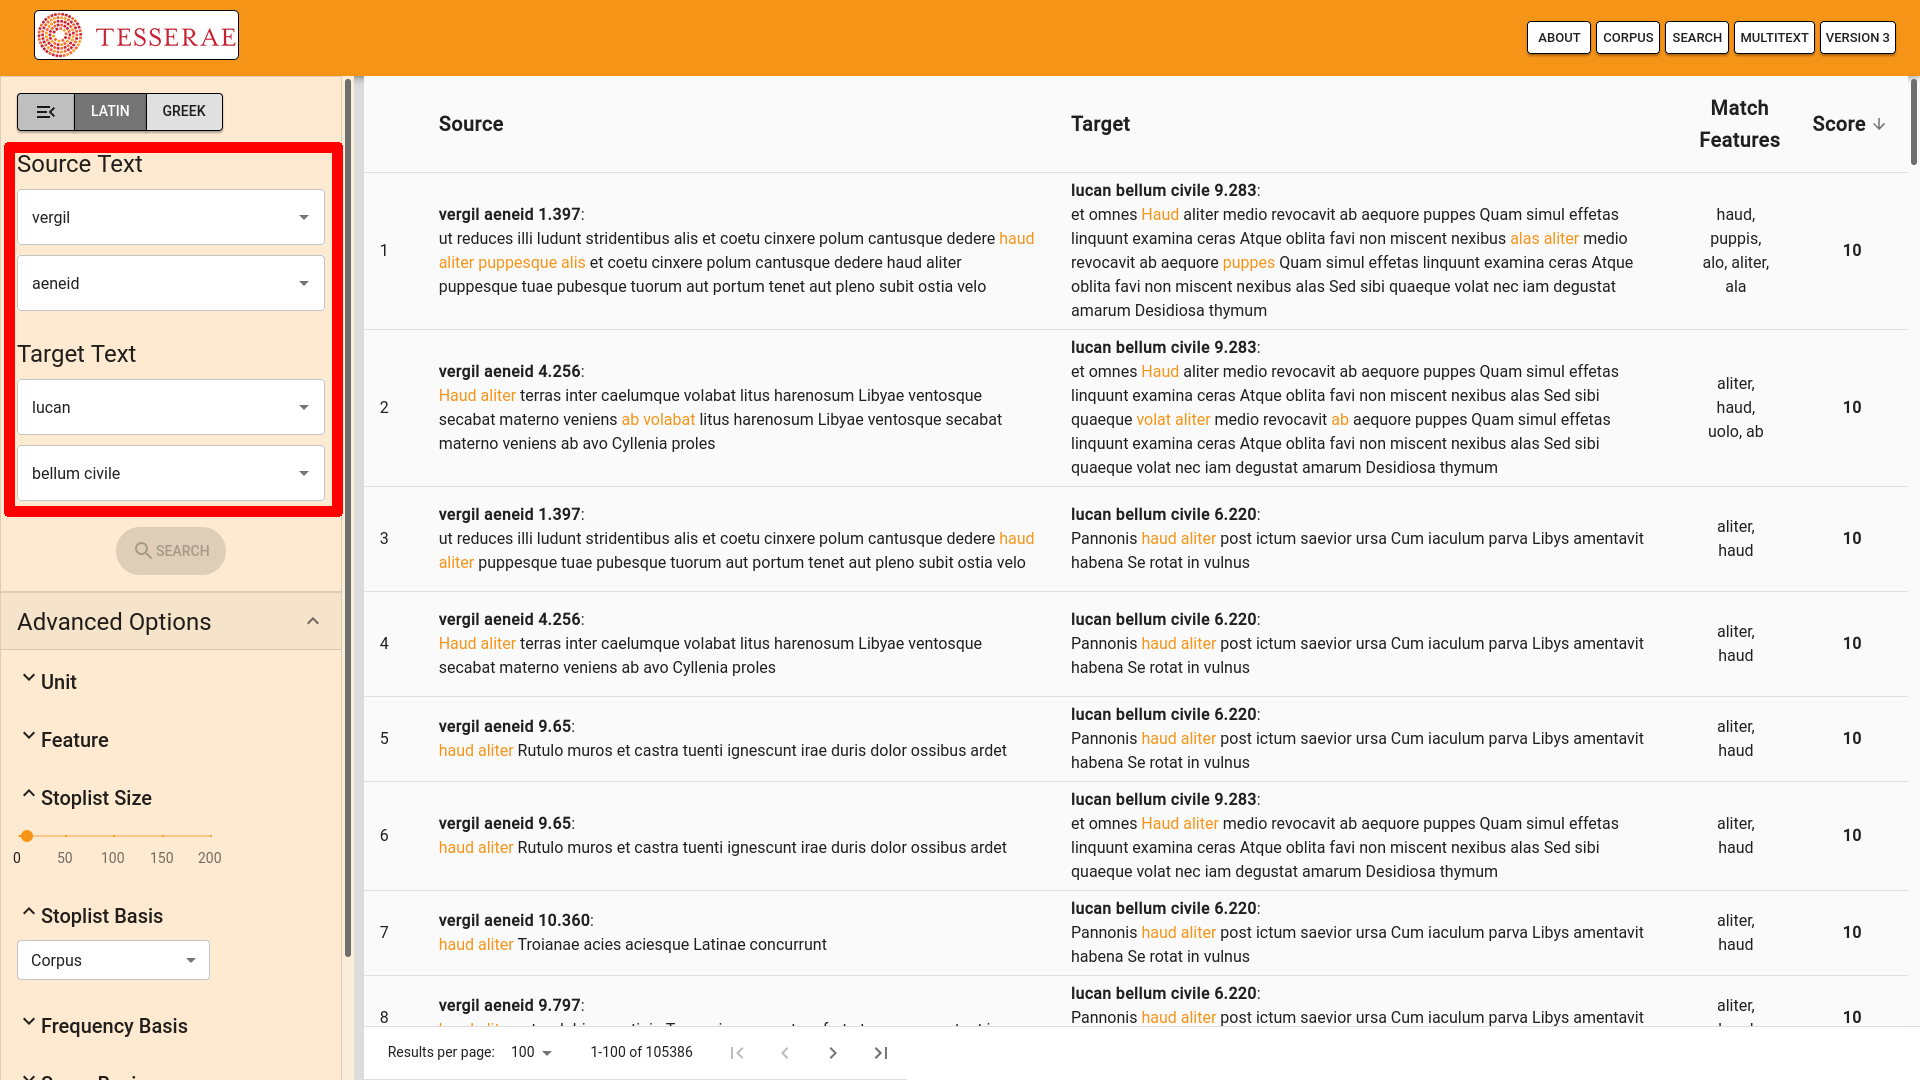 TESSERAE
ABOUT CORPUS SEARCH MULTITEXT VERSION 3
LATIN GREEK
Source Text
vergil
aeneid
Target Text
lucan
bellum civile
SEARCH
Advanced Options
Unit
Feature
Stoplist Size
0 50 100 150 200
Stoplist Basis
Corpus
Frequency Basis
Source Target Match Features Score
1
vergil aeneid 1.397:
ut reduces illi ludunt stridentibus alis et coetu cinxere polum cantusque dedere haud
aliter puppesque alis et coetu cinxere polum cantusque dedere haud aliter
puppesque tuae pubesque tuorum aut portum tenet aut pleno subit ostia velo
lucan bellum civile 9.283:
et omnes Haud aliter medio revocavit ab aequore puppes Quam simul effetas
linquunt examina ceras Atque oblita favi non miscent nexibus alas aliter medio
revocavit ab aequore puppes Quam simul effetas linquunt examina ceras Atque
oblita favi non miscent nexibus alas Sed sibi quaeque volat nec iam degustat
amarum Desidiosa thymum
haud,
puppis,
alo, aliter,
ala
10
2
vergil aeneid 4.256:
Haud aliter terras inter caelumque volabat litus harenosum Libyae ventosque
secabat materno veniens ab volabat litus harenosum Libyae ventosque secabat
materno veniens ab avo Cyllenia proles
lucan bellum civile 9.283:
et omnes Haud aliter medio revocavit ab aequore puppes Quam simul effetas
linquunt examina ceras Atque oblita favi non miscent nexibus alas Sed sibi
quaeque volat aliter medio revocavit ab aequore puppes Quam simul effetas
linquunt examina ceras Atque oblita favi non miscent nexibus alas Sed sibi
quaeque volat nec iam degustat amarum Desidiosa thymum
aliter,
haud,
uolo, ab
10
3
vergil aeneid 1.397:
ut reduces illi ludunt stridentibus alis et coetu cinxere polum cantusque dedere haud
aliter puppesque tuae pubesque tuorum aut portum tenet aut pleno subit ostia velo
lucan bellum civile 6.220:
Pannonis haud aliter post ictum saevior ursa Cum iaculum parva Libys amentavit
habena Se rotat in vulnus
aliter,
haud
10
4
vergil aeneid 4.256:
Haud aliter terras inter caelumque volabat litus harenosum Libyae ventosque
secabat materno veniens ab avo Cyllenia proles
lucan bellum civile 6.220:
Pannonis haud aliter post ictum saevior ursa Cum iaculum parva Libys amentavit
habena Se rotat in vulnus
aliter,
haud
10
5
vergil aeneid 9.65:
haud aliter Rutulo muros et castra tuenti ignescunt irae duris dolor ossibus ardet
lucan bellum civile 6.220:
Pannonis haud aliter post ictum saevior ursa Cum iaculum parva Libys amentavit
habena Se rotat in vulnus
aliter,
haud
10
6
vergil aeneid 9.65:
haud aliter Rutulo muros et castra tuenti ignescunt irae duris dolor ossibus ardet
lucan bellum civile 9.283:
et omnes Haud aliter medio revocavit ab aequore puppes Quam simul effetas
linquunt examina ceras Atque oblita favi non miscent nexibus alas Sed sibi
quaeque volat nec iam degustat amarum Desidiosa thymum
aliter,
haud
10
7
vergil aeneid 10.360:
haud aliter Troianae acies aciesque Latinae concurrunt
lucan bellum civile 6.220:
Pannonis haud aliter post ictum saevior ursa Cum iaculum parva Libys amentavit
habena Se rotat in vulnus
aliter,
haud
10
8
vergil aeneid 9.797:
lucan bellum civile 6.220:
Pannonis haud aliter post ictum saevior ursa Cum iaculum parva Libys amentavit
aliter,
10
Results per page: 100 1-100 of 105386